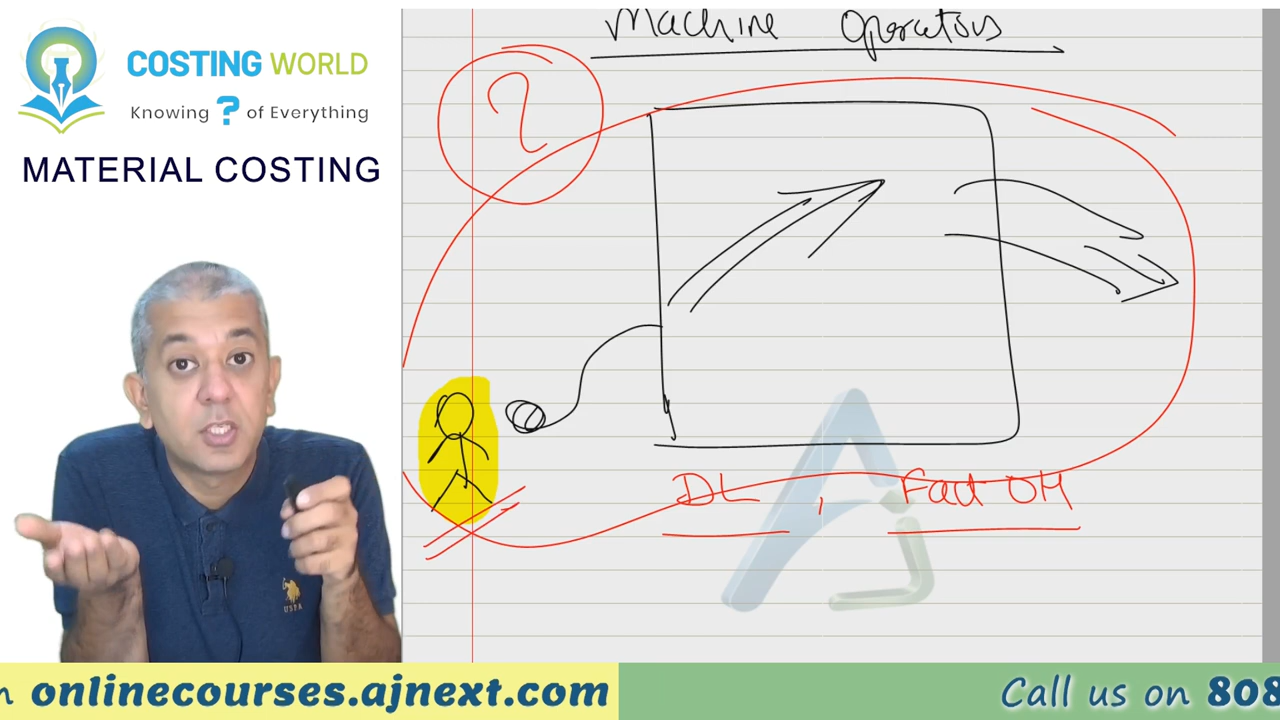 COSTING WORLD
Knowing ? of Everything
MATERIAL COSTING
Machine Operators
?
DL , Fact OH
USPA
n onlinecourses.ajnext.com
Call us on 808